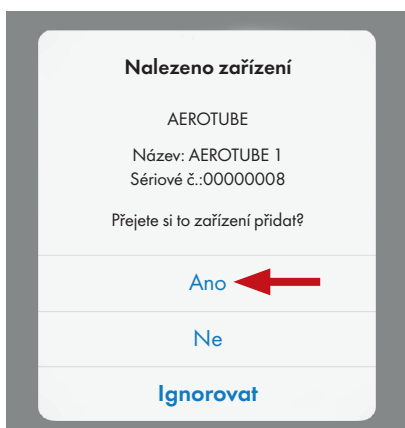 Nalezeno zařízení
AEROTUBE
Název: AEROTUBE 1
Sériové č.:00000008
Přejete si to zařízení přidat?
Ano
Ne
Ignorovat